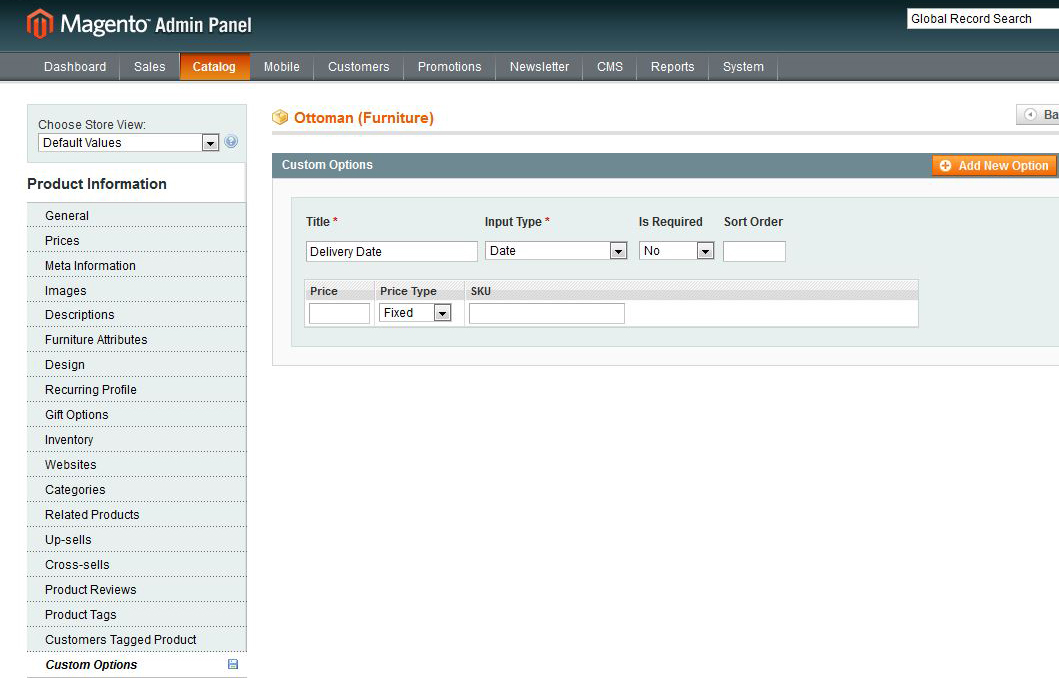 Magento™ Admin Panel
Global Record Search
Dashboard Sales Catalog Mobile Customers Promotions Newsletter CMS Reports System
Choose Store View:
Default Values
Product Information
General
Prices
Meta Information
Images
Descriptions
Furniture Attributes
Design
Recurring Profile
Gift Options
Inventory
Websites
Categories
Related Products
Up-sells
Cross-sells
Product Reviews
Product Tags
Customers Tagged Product
Custom Options
Ottoman (Furniture)
Ba
Custom Options
Add New Option
Title * Input Type * Is Required Sort Order
Delivery Date Date No
Price Price Type SKU
Fixed